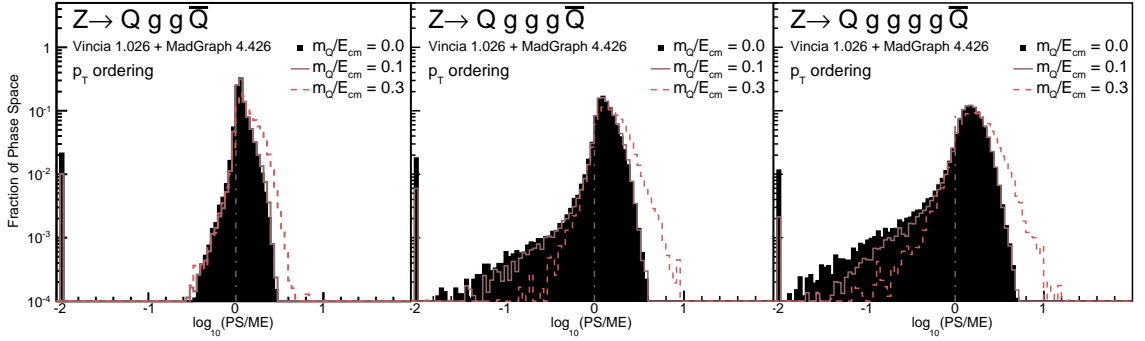 Z→ Q g g Q̅
Vincia 1.026 + MadGraph 4.426
p_T ordering
m_Q/E_cm = 0.0
m_Q/E_cm = 0.1
m_Q/E_cm = 0.3
Fraction of Phase Space
1
10^-1
10^-2
10^-3
10^-4
-2 -1 0 1
log_10(PS/ME)
Z→ Q g g g Q̅
Vincia 1.026 + MadGraph 4.426
p_T ordering
m_Q/E_cm = 0.0
m_Q/E_cm = 0.1
m_Q/E_cm = 0.3
-2 -1 0 1
log_10(PS/ME)
Z→ Q g g g g Q̅
Vincia 1.026 + MadGraph 4.426
p_T ordering
m_Q/E_cm = 0.0
m_Q/E_cm = 0.1
m_Q/E_cm = 0.3
-2 -1 0 1
log_10(PS/ME)